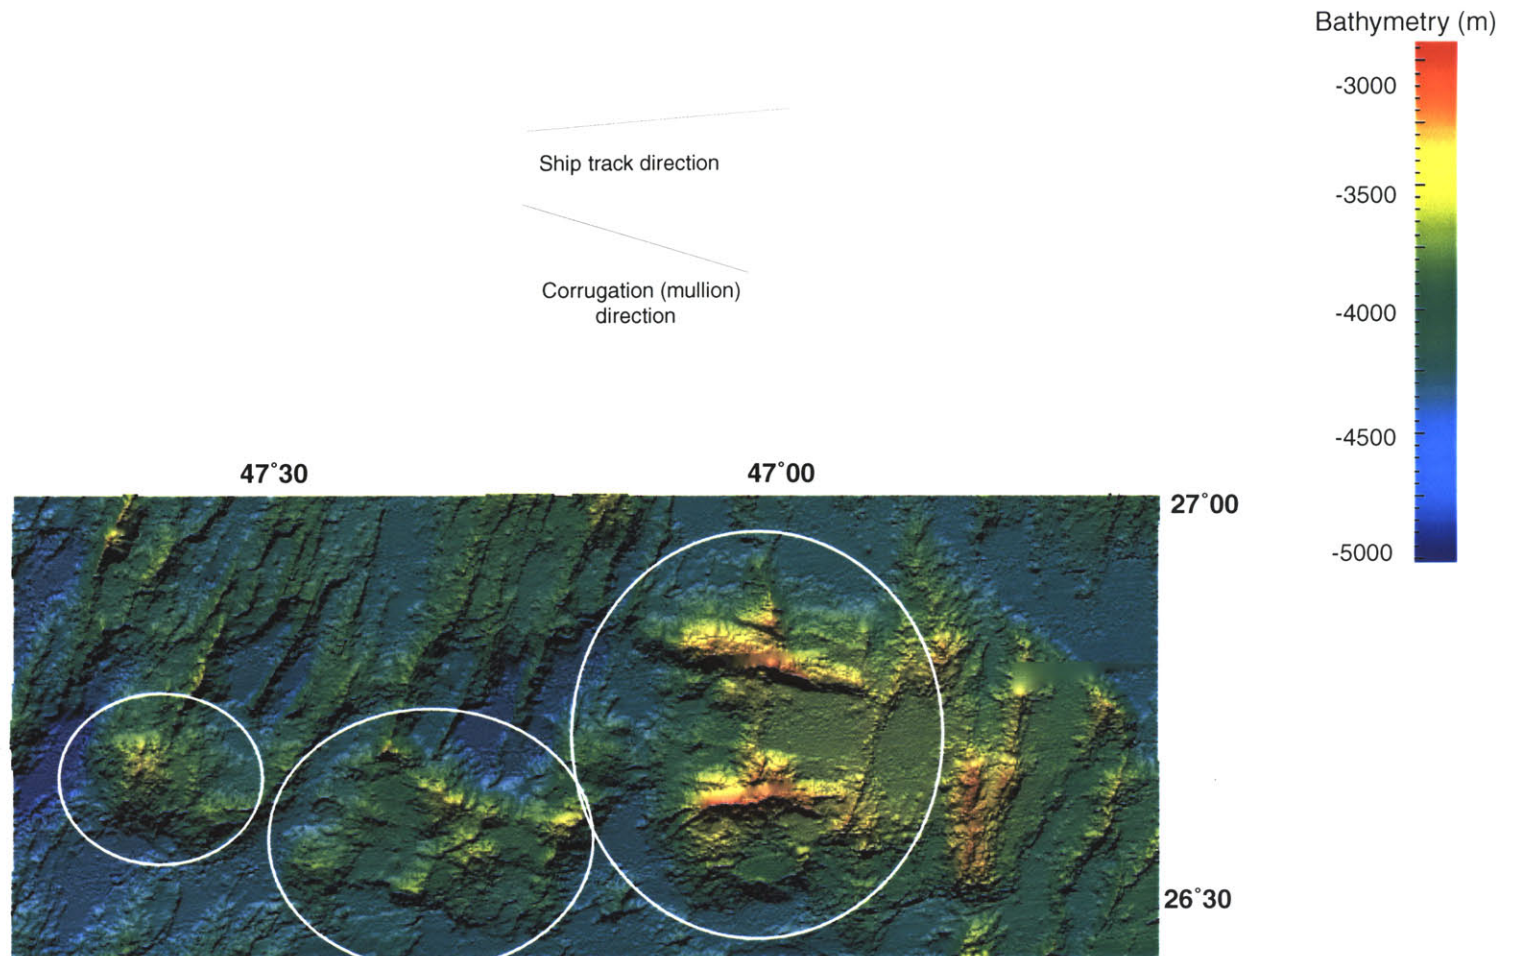 Bathymetry (m)
-3000
-3500
-4000
-4500
-5000
Ship track direction
Corrugation (mullion)
direction
47˚30
47˚00
27˚00
26˚30